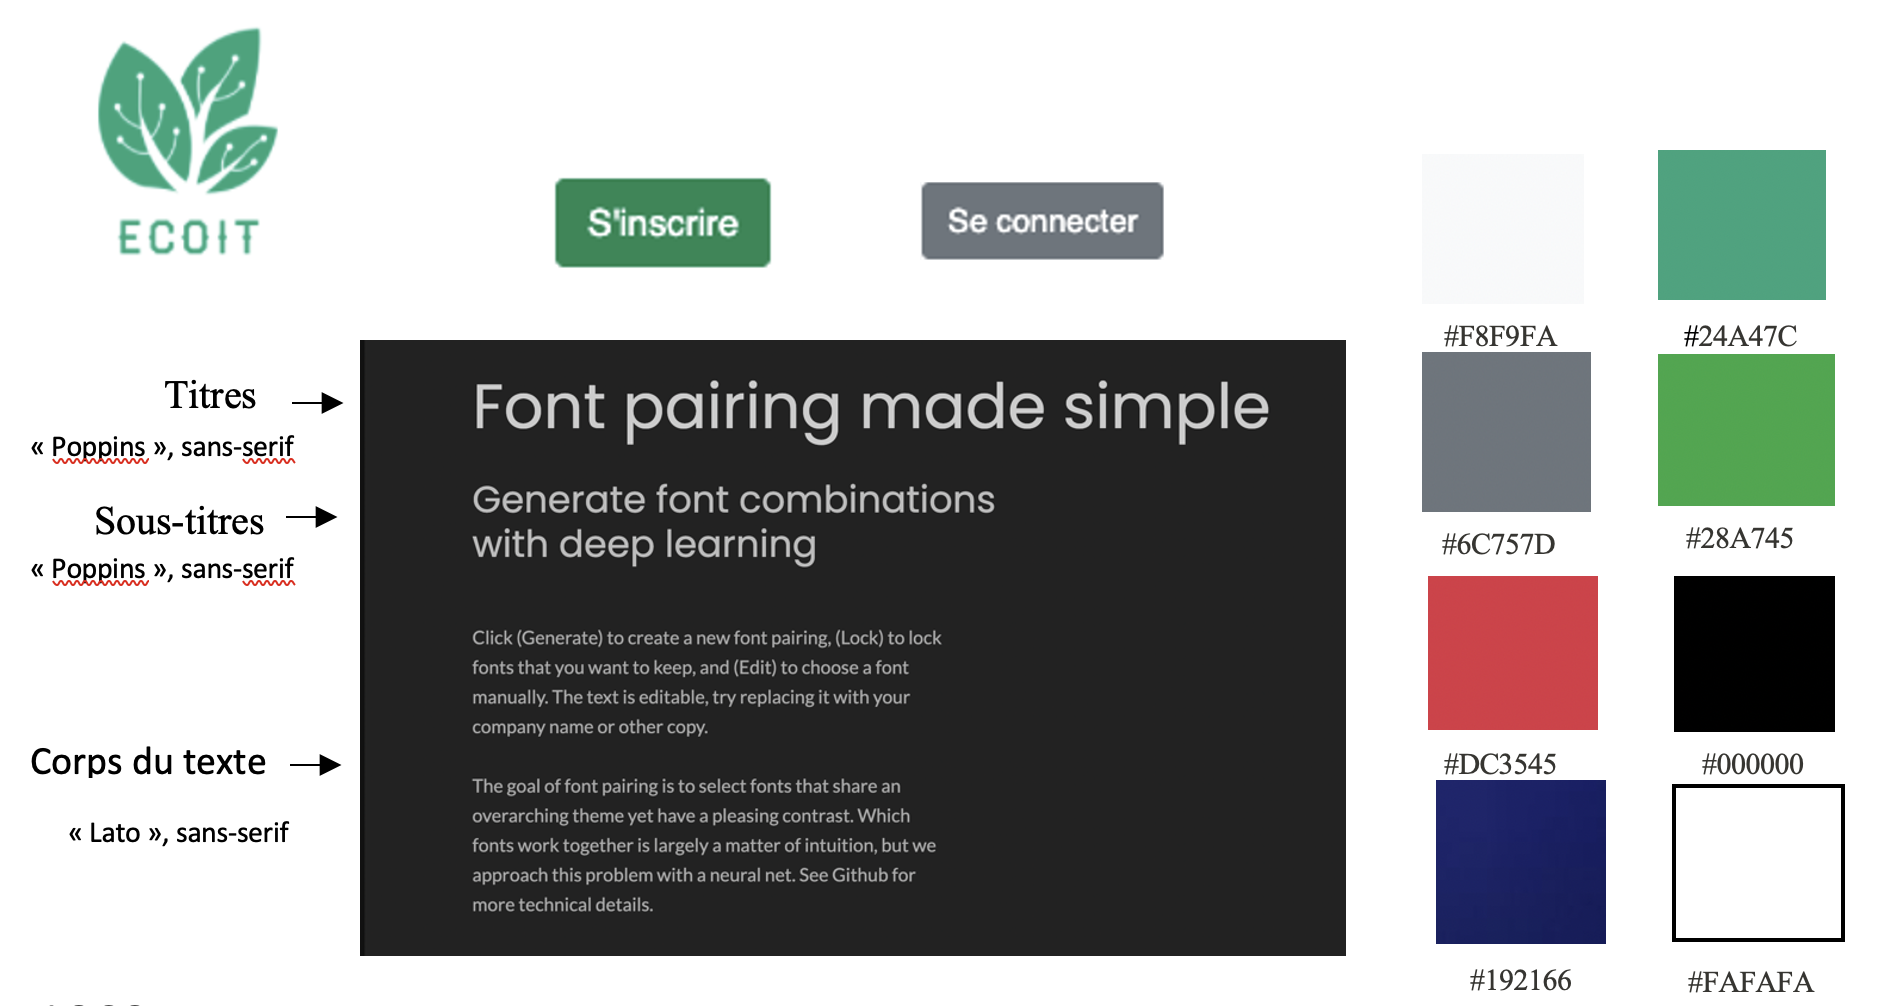 ECOIT
S'inscrire
Se connecter
#F8F9FA
#24A47C
Titres
« Poppins », sans-serif
Sous-titres
« Poppins », sans-serif
Corps du texte
« Lato », sans-serif
Font pairing made simple
Generate font combinations
with deep learning
Click (Generate) to create a new font pairing, (Lock) to lock
fonts that you want to keep, and (Edit) to choose a font
manually. The text is editable, try replacing it with your
company name or other copy.
The goal of font pairing is to select fonts that share an
overarching theme yet have a pleasing contrast. Which
fonts work together is largely a matter of intuition, but we
approach this problem with a neural net. See Github for
more technical details.
#6C757D
#28A745
#DC3545
#000000
#192166
#FAFAFA